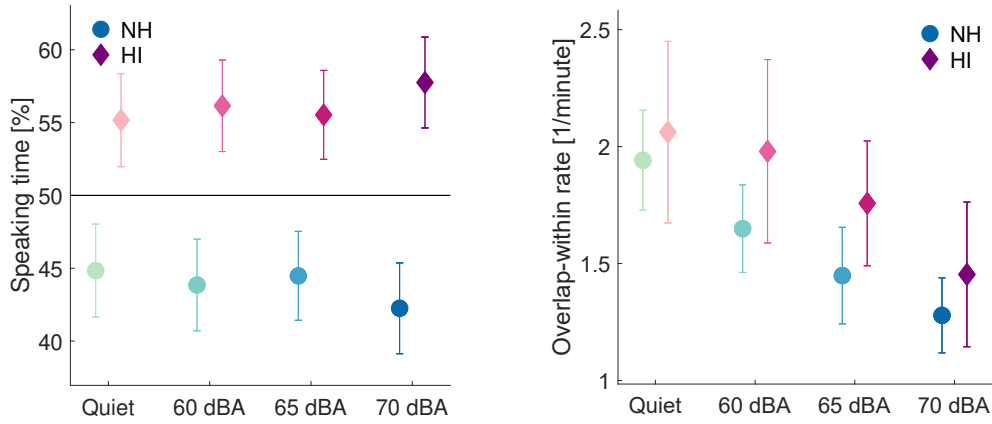 Speaking time [%]
60
55
50
45
40
NH
HI
Quiet 60 dBA 65 dBA 70 dBA
Overlap-within rate [1/minute]
2.5
2
1.5
1
NH
HI
Quiet 60 dBA 65 dBA 70 dBA